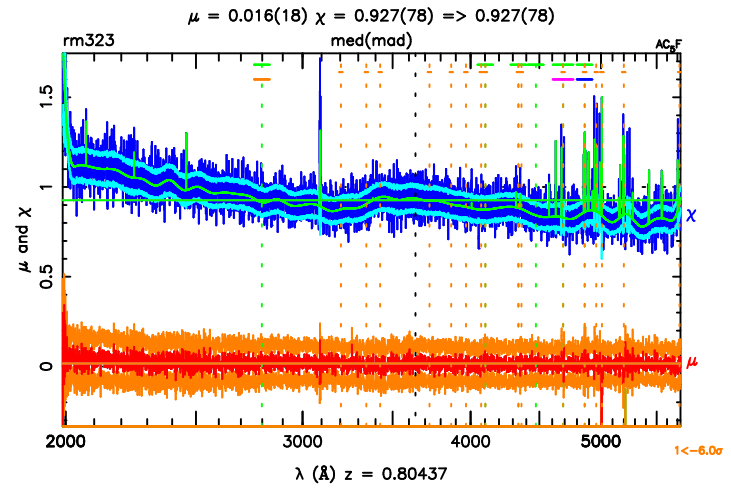 μ = 0.016(18) χ = 0.927(78) => 0.927(78)
rm323 med(mad) AC5F
1.5
1
0.5
0
μ and χ
χ
μ
2000 3000 4000 5000
1<-6.0σ
λ (Å) z = 0.80437